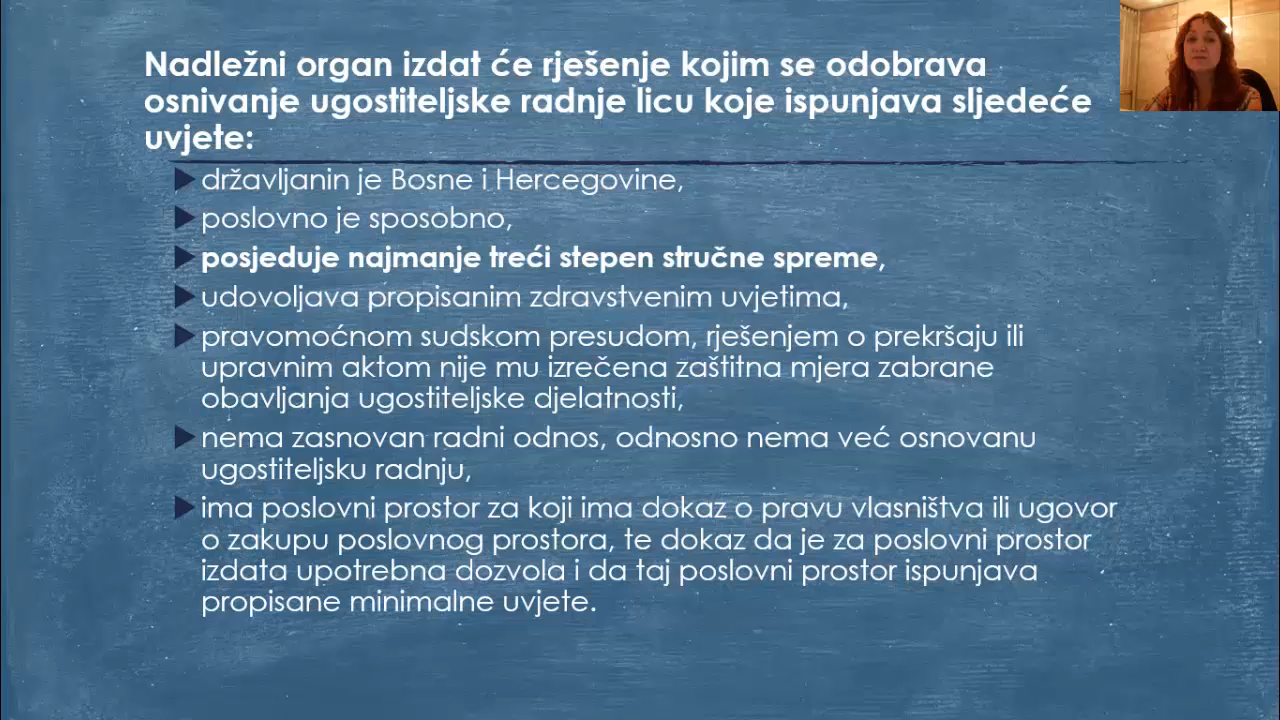 Nadležni organ izdat će rješenje kojim se odobrava
osnivanje ugostiteljske radnje licu koje ispunjava sljedeće
uvjete:
državljanin je Bosne i Hercegovine,
poslovno je sposobno,
posjeduje najmanje treći stepen stručne spreme,
udovoljava propisanim zdravstvenim uvjetima,
pravomoćnom sudskom presudom, rješenjem o prekršaju ili
upravnim aktom nije mu izrečena zaštitna mjera zabrane
obavljanja ugostiteljske djelatnosti,
nema zasnovan radni odnos, odnosno nema već osnovanu
ugostiteljsku radnju,
ima poslovni prostor za koji ima dokaz o pravu vlasništva ili ugovor
o zakupu poslovnog prostora, te dokaz da je za poslovni prostor
izdata upotrebna dozvola i da taj poslovni prostor ispunjava
propisane minimalne uvjete.